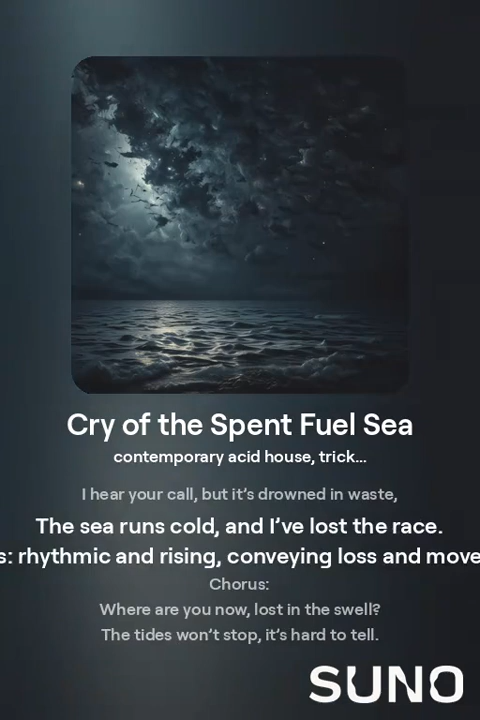 Cry of the Spent Fuel Sea
contemporary acid house, trick...
I hear your call, but it’s drowned in waste,
The sea runs cold, and I’ve lost the race.
s: rhythmic and rising, conveying loss and move
Chorus:
Where are you now, lost in the swell?
The tides won’t stop, it’s hard to tell.
SUNO